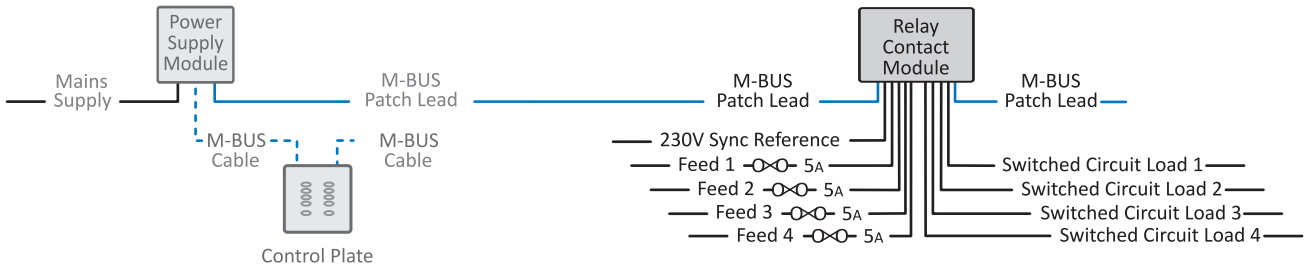 Power
Supply
Module
Mains
Supply
M-BUS
Patch Lead
M-BUS
Cable
M-BUS
Cable
Control Plate
Relay
Contact
Module
M-BUS
Patch Lead
M-BUS
Patch Lead
230V Sync Reference
Feed 1 5A
Feed 2 5A
Feed 3 5A
Feed 4 5A
Switched Circuit Load 1
Switched Circuit Load 2
Switched Circuit Load 3
Switched Circuit Load 4